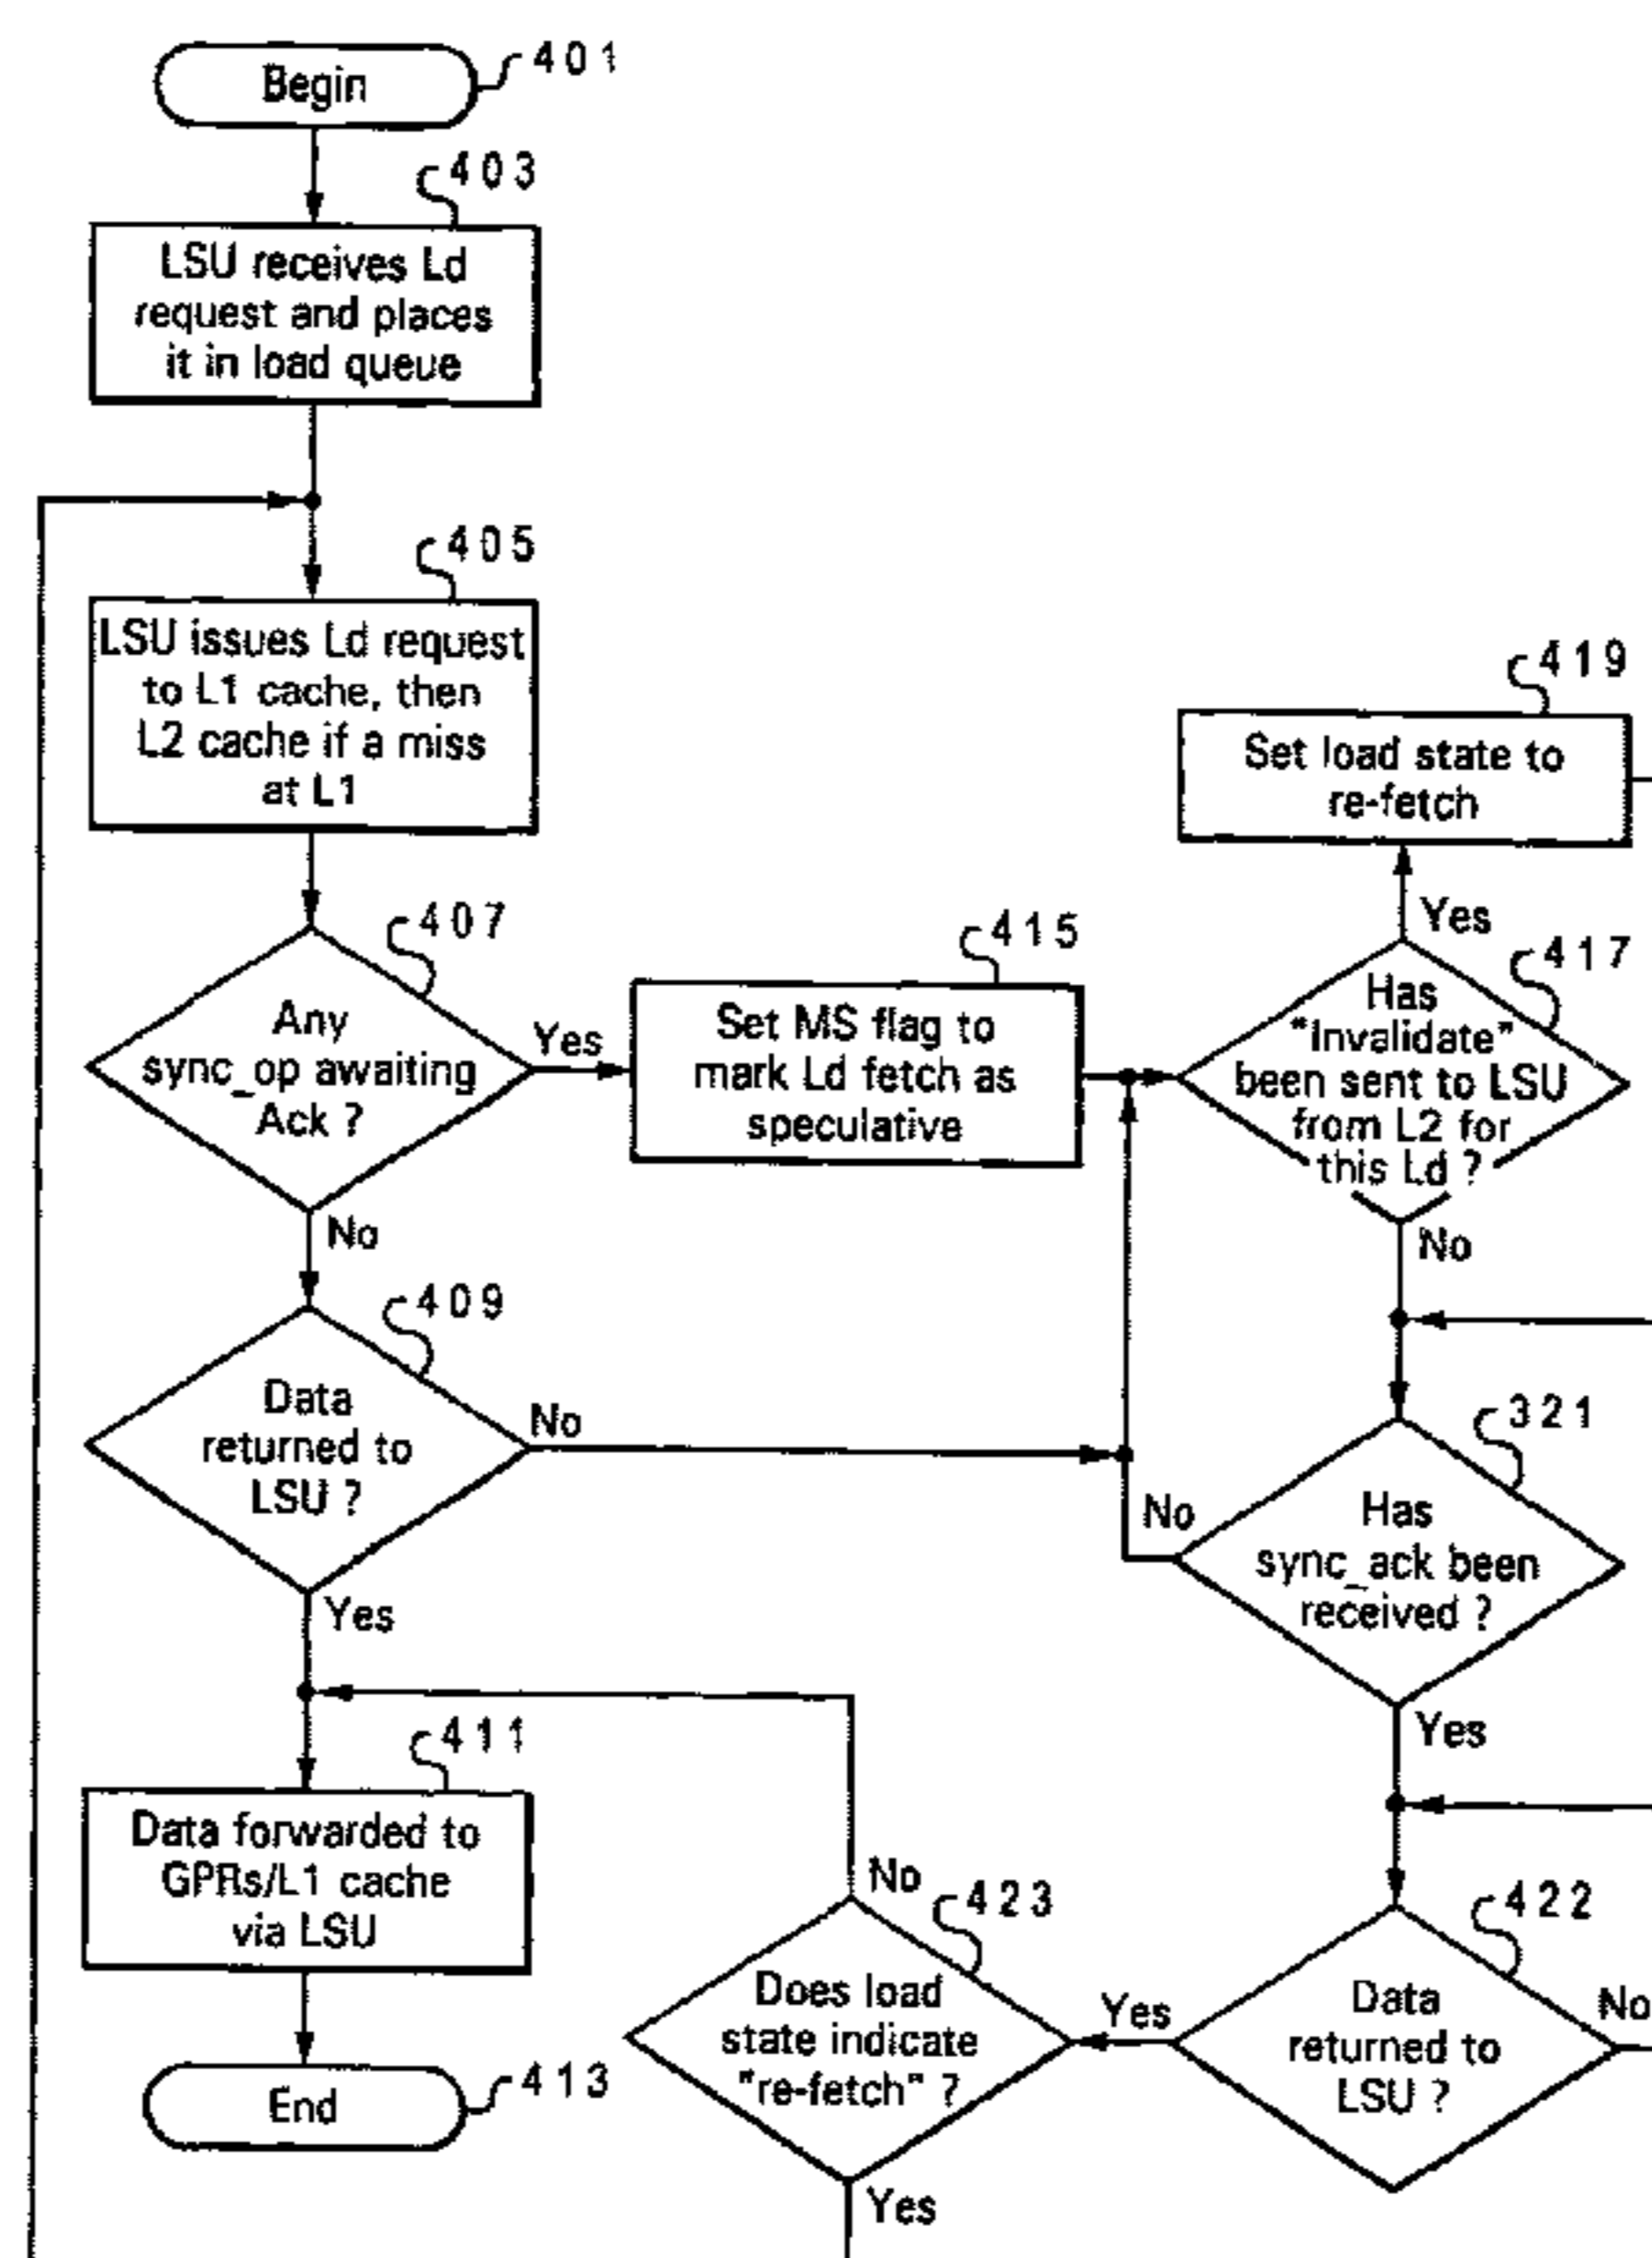 Begin
401
403
LSU receives Ld
request and places
it in load queue
405
LSU issues Ld request
to L1 cache, then
L2 cache if a miss
at L1
407
Any
sync_op awaiting
Ack ?
Yes
No
415
Set MS flag to
mark Ld fetch as
speculative
419
Set load state to
re-fetch
Yes
417
Has
"Invalidate"
been sent to LSU
from L2 for
this Ld ?
No
409
Data
returned to
LSU ?
No
Yes
321
Has
sync_ack been
received ?
No
Yes
411
Data forwarded to
GPRs/L1 cache
via LSU
No
423
Does load
state indicate
"re-fetch" ?
Yes
Yes
422
Data
returned to
LSU ?
No
End
413